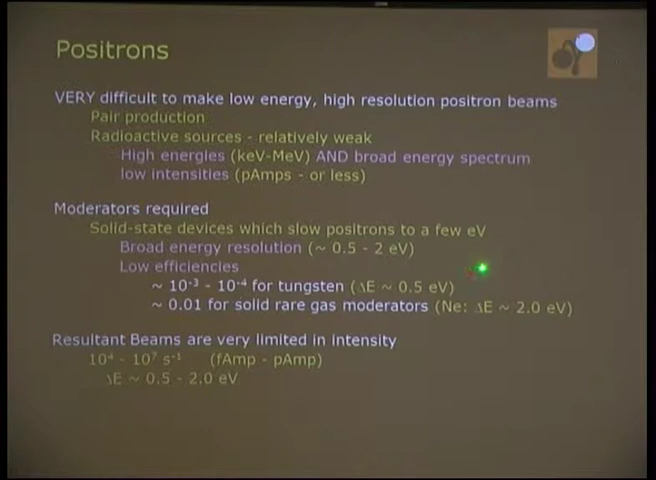 Positrons
VERY difficult to make low energy, high resolution positron beams
Pair production
Radioactive sources - relatively weak
High energies (keV-MeV) AND broad energy spectrum
low intensities (pAmps - or less)
Moderators required
Solid-state devices which slow positrons to a few eV
Broad energy resolution (~ 0.5 - 2 eV)
Low efficiencies
~ 10⁻³ - 10⁻⁴ for tungsten (ΔE ~ 0.5 eV)
~ 0.01 for solid rare gas moderators (Ne: ΔE ~ 2.0 eV)
Resultant Beams are very limited in intensity
10⁴ - 10⁷ s⁻¹ (fAmp - pAmp)
ΔE ~ 0.5 - 2.0 eV